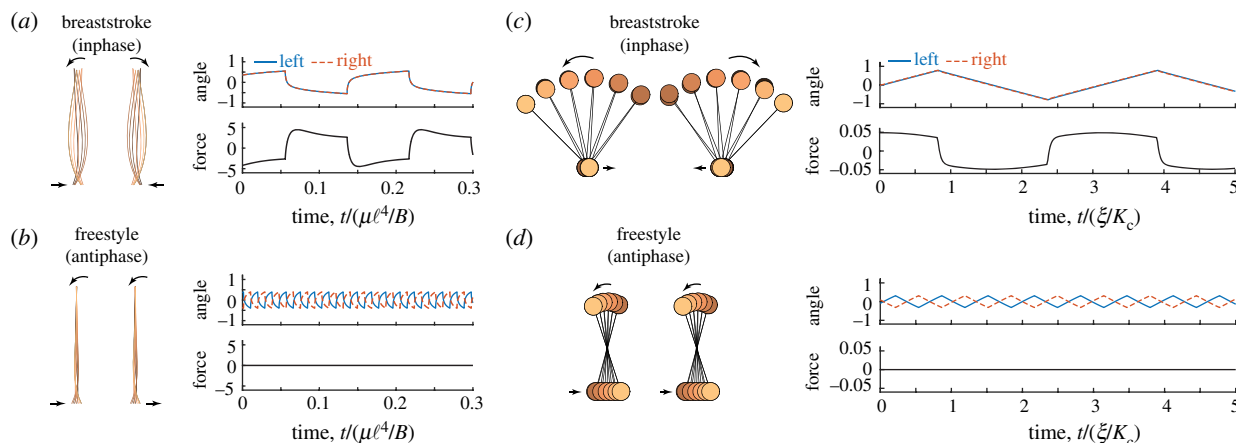 (a)
breaststroke
(inphase)
left
right
angle
1
0
−1
force
5
0
−5
0
0.1
0.2
0.3
time, t/(μℓ⁴/B)
(b)
freestyle
(antiphase)
angle
1
0
−1
force
5
0
−5
0
0.1
0.2
0.3
time, t/(μℓ⁴/B)
(c)
breaststroke
(inphase)
left
right
angle
1
0
−1
force
0.05
0
−0.05
0
1
2
3
4
5
time, t/(ξ/Kc)
(d)
freestyle
(antiphase)
angle
1
0
−1
force
0.05
0
−0.05
0
1
2
3
4
5
time, t/(ξ/Kc)